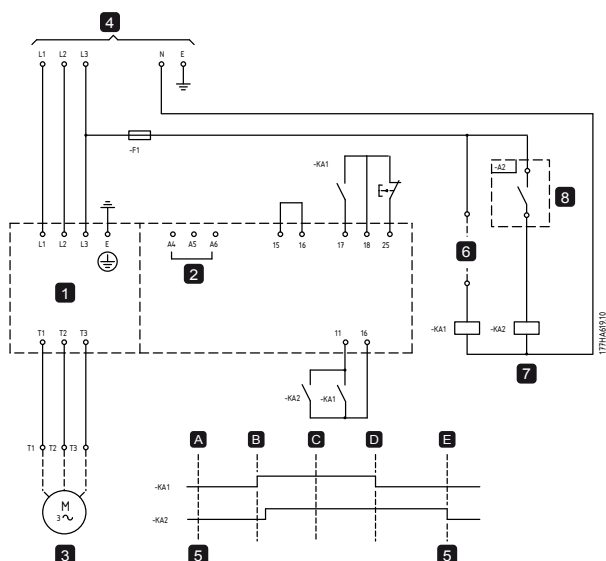 4
L1 L2 L3 N E
-F1
-KA1
-A2
8
L1 L2 L3 E
A4 A5 A6
15 16
17 18 25
2
1
6
T1 T2 T3
11 16
-KA1 -KA2
7
177HA619.10
-KA2 -KA1
T1 T2 T3
A B C D E
M
3~
-KA1
-KA2
3
5 5